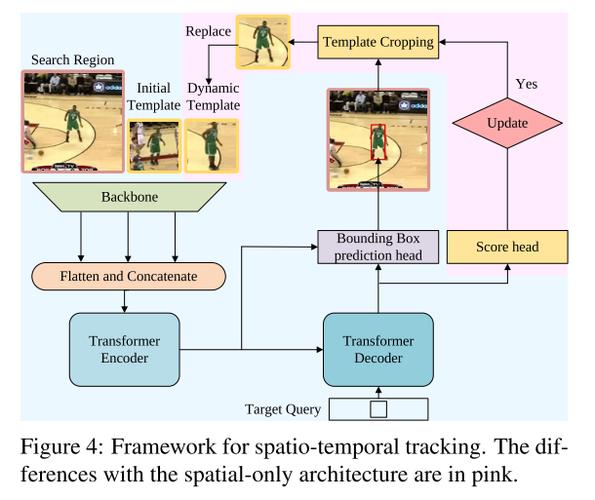 Replace
Template Cropping
Search Region
Yes
Initial
Template
Dynamic
Template
Update
Backbone
Bounding Box
prediction head
Score head
Flatten and Concatenate
Transformer
Encoder
Transformer
Decoder
Target Query
Figure 4: Framework for spatio-temporal tracking. The dif-
ferences with the spatial-only architecture are in pink.